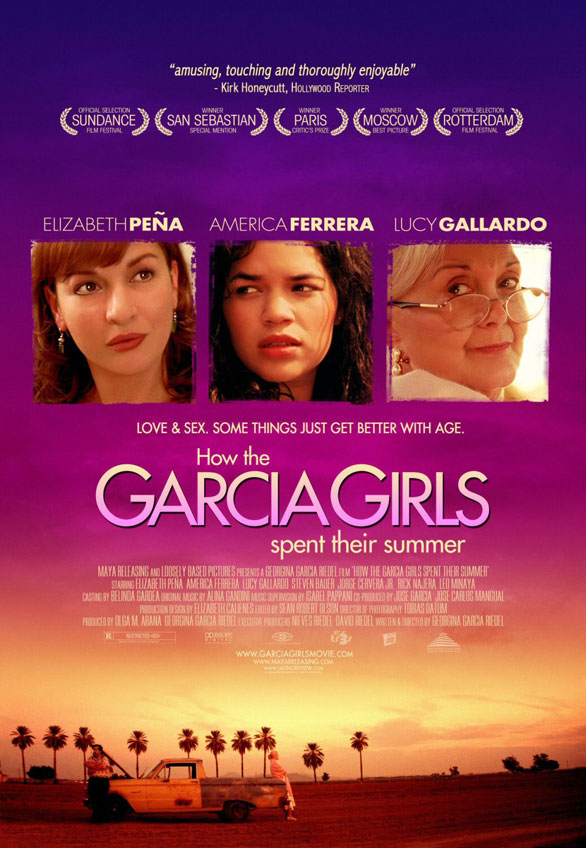 “amusing, touching and thoroughly enjoyable”
- Kirk Honeycutt, HOLLYWOOD REPORTER
OFFICIAL SELECTION
SUNDANCE
FILM FESTIVAL
WINNER
SAN SEBASTIAN
SPECIAL MENTION
WINNER
PARIS
CRITIC'S PRIZE
WINNER
MOSCOW
BEST PICTURE
OFFICIAL SELECTION
ROTTERDAM
FILM FESTIVAL
ELIZABETH PEÑA
AMERICA FERRERA
LUCY GALLARDO
LOVE & SEX. SOME THINGS JUST GET BETTER WITH AGE.
How the
GARCIA GIRLS
spent their summer
MAYA RELEASING AND LOOSELY BASED PICTURES PRESENTS A GEORGINA GARCIA RIEDEL FILM "HOW THE GARCIA GIRLS SPENT THEIR SUMMER"
STARRING ELIZABETH PEÑA AMERICA FERRERA LUCY GALLARDO STEVEN BAUER JORGE CERVERA JR. RICK NAJERA LEO MINAYA
CASTING BY BELINDA GARDEA ORIGINAL MUSIC BY ALINA GANDINI MUSIC SUPERVISION BY ISABEL PAPPANI CO-PRODUCED BY JOSE GARCIA JOSE CARLOS MANGUAL
PRODUCTION DESIGN BY ELIZABETH CALIENES EDITED BY SEAN ROBERT OLSON DIRECTOR OF PHOTOGRAPHY TOBIAS DATUM
PRODUCED BY OLGA M. ARANA GEORGINA GARCIA RIEDEL EXECUTIVE PRODUCERS NIEVES RIEDEL DAVID RIEDEL WRITTEN & DIRECTED BY GEORGINA GARCIA RIEDEL
R RESTRICTED
WWW.GARCIAGIRLSMOVIE.COM
WWW.MAYARELEASING.COM
WWW.LATINOREVIEW.COM